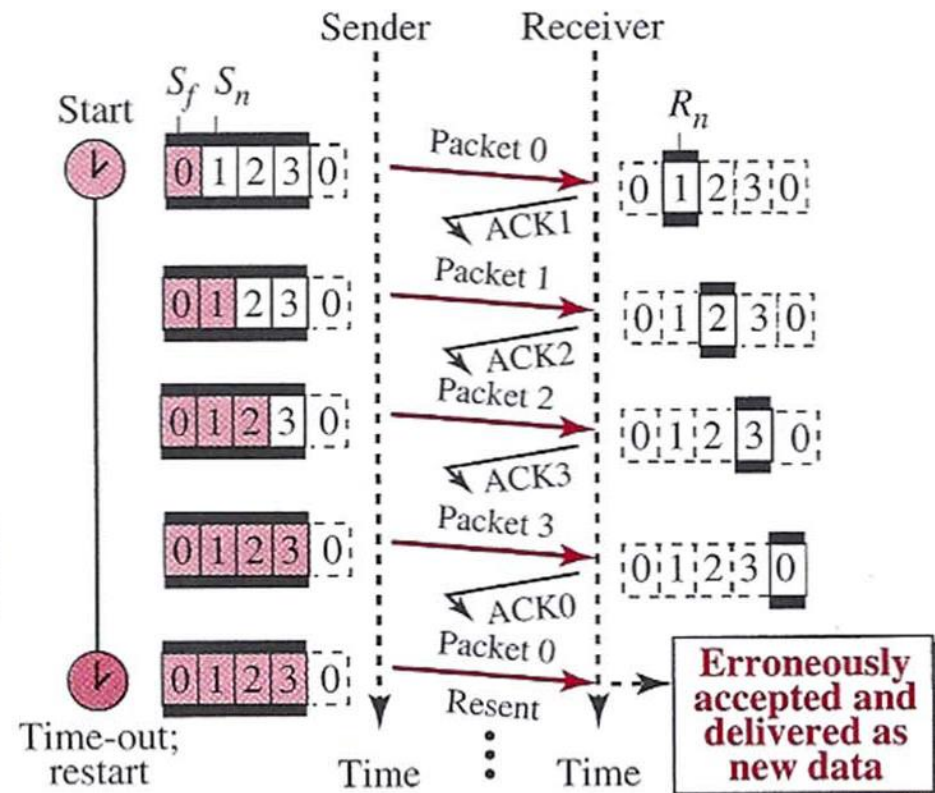 Sender Receiver
Start
Sf Sn
Rn
0 1 2 3 0
Packet 0
0 1 2 3 0
ACK1
0 1 2 3 0
Packet 1
0 1 2 3 0
ACK2
0 1 2 3 0
Packet 2
0 1 2 3 0
ACK3
0 1 2 3 0
Packet 3
0 1 2 3 0
ACK0
0 1 2 3 0
Packet 0
Resent
Erroneously
accepted and
delivered as
new data
Time-out;
restart
Time
Time